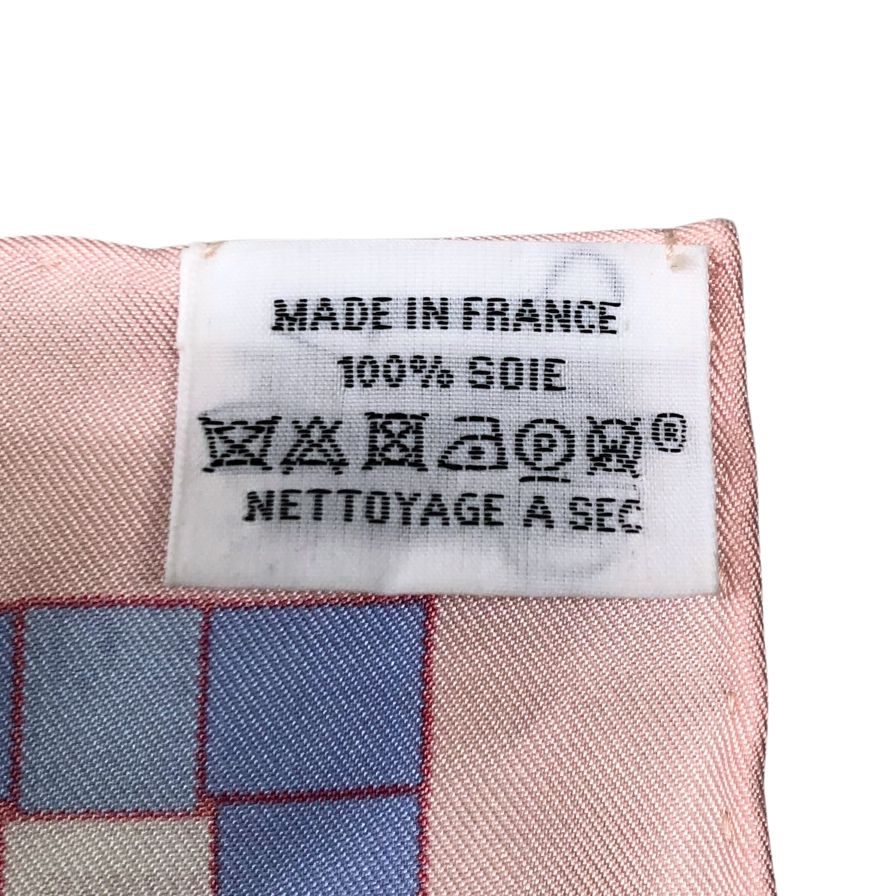 MADE IN FRANCE
100% SOIE
P W ®
NETTOYAGE A SEC